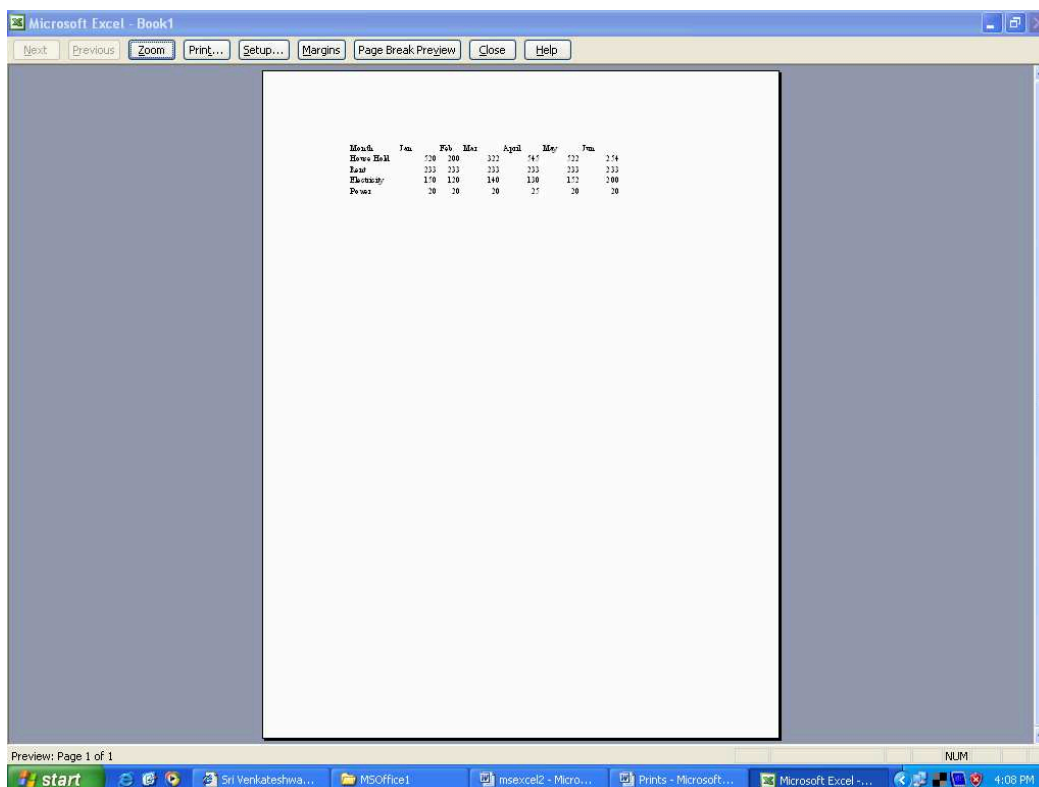 Microsoft Excel - Book1
Next Previous Zoom Print... Setup... Margins Page Break Preview Close Help
Month Jan Feb Mar April May Jun
House Hold 520 200 322 545 522 254
Rent 233 233 233 233 233 233
Electricity 150 120 140 130 152 200
Power 20 20 20 25 20 20
Preview: Page 1 of 1 NUM
start Sri Venkateshwa... MSOffice1 msexcel2 - Micro... Prints - Microsoft... Microsoft Excel -... 4:08 PM